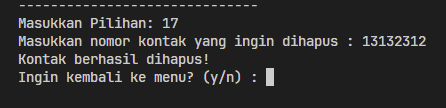 ------------------------------
Masukkan Pilihan: 17
Masukkan nomor kontak yang ingin dihapus : 13132312
Kontak berhasil dihapus!
Ingin kembali ke menu? (y/n) :